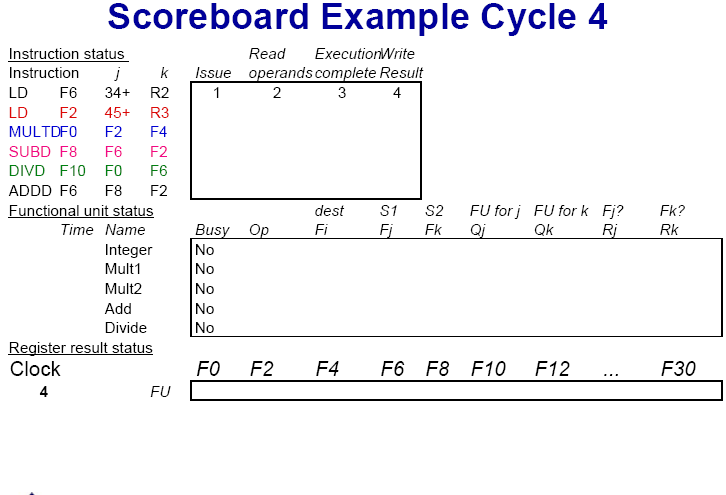 Scoreboard Example Cycle 4
Instruction status Read Execution Write
Instruction j k Issue operands complete Result
LD F6 34+ R2 1 2 3 4
LD F2 45+ R3
MULTD F0 F2 F4
SUBD F8 F6 F2
DIVD F10 F0 F6
ADDD F6 F8 F2
Functional unit status dest S1 S2 FU for j FU for k Fj? Fk?
Time Name Busy Op Fi Fj Fk Qj Qk Rj Rk
Integer No
Mult1 No
Mult2 No
Add No
Divide No
Register result status
Clock F0 F2 F4 F6 F8 F10 F12 ... F30
4 FU